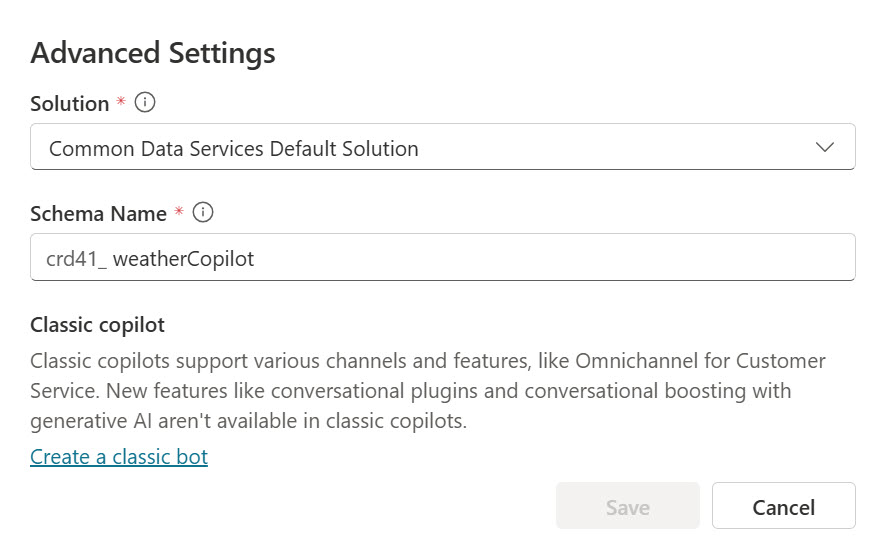 Advanced Settings
Solution *
Common Data Services Default Solution
Schema Name *
crd41_ weatherCopilot
Classic copilot
Classic copilots support various channels and features, like Omnichannel for Customer
Service. New features like conversational plugins and conversational boosting with
generative AI aren't available in classic copilots.
Create a classic bot
Save Cancel